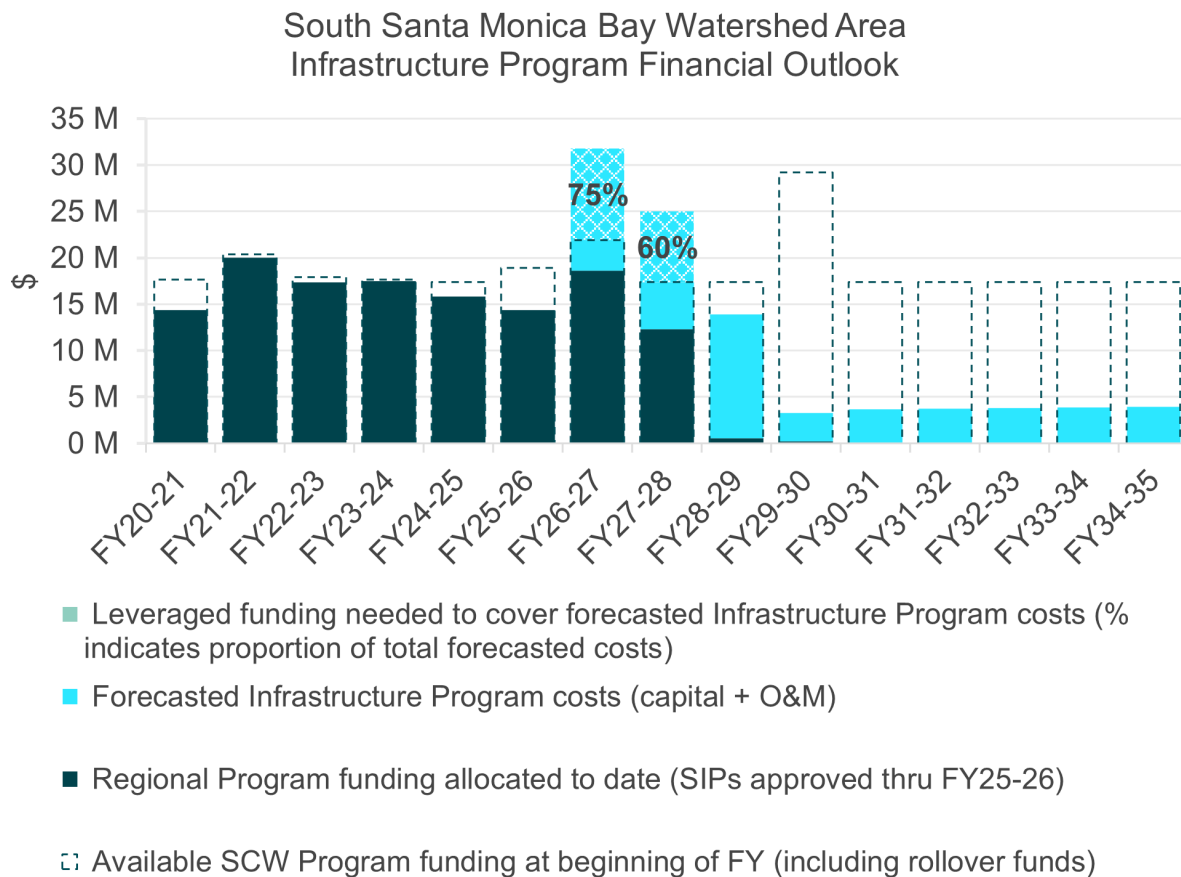 South Santa Monica Bay Watershed Area
Infrastructure Program Financial Outlook
35 M
30 M
25 M
20 M
15 M
10 M
5 M
0 M
$
75%
60%
FY20-21
FY21-22
FY22-23
FY23-24
FY24-25
FY25-26
FY26-27
FY27-28
FY28-29
FY29-30
FY30-31
FY31-32
FY32-33
FY33-34
FY34-35
Leveraged funding needed to cover forecasted Infrastructure Program costs (%
indicates proportion of total forecasted costs)
Forecasted Infrastructure Program costs (capital + O&M)
Regional Program funding allocated to date (SIPs approved thru FY25-26)
Available SCW Program funding at beginning of FY (including rollover funds)